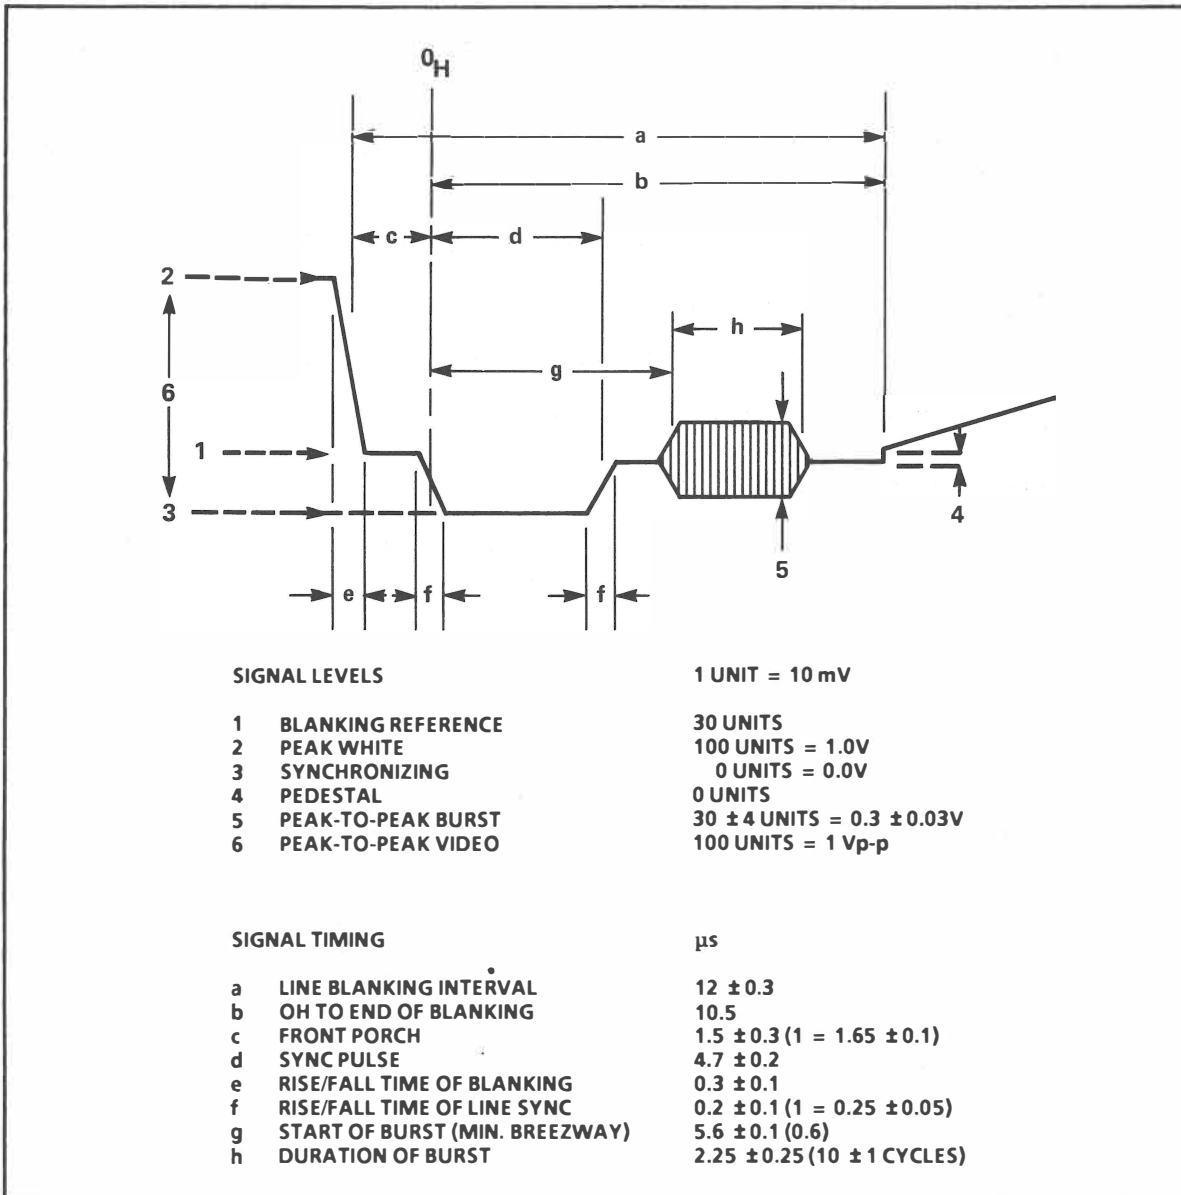 0H
a
b
c
d
2
h
g
6
1
3
4
5
e
f
f
SIGNAL LEVELS 1 UNIT = 10 mV
1 BLANKING REFERENCE 30 UNITS
2 PEAK WHITE 100 UNITS = 1.0V
3 SYNCHRONIZING 0 UNITS = 0.0V
4 PEDESTAL 0 UNITS
5 PEAK-TO-PEAK BURST 30 ±4 UNITS = 0.3 ±0.03V
6 PEAK-TO-PEAK VIDEO 100 UNITS = 1 Vp-p
SIGNAL TIMING µs
a LINE BLANKING INTERVAL 12 ±0.3
b OH TO END OF BLANKING 10.5
c FRONT PORCH 1.5 ±0.3 (1 = 1.65 ±0.1)
d SYNC PULSE 4.7 ±0.2
e RISE/FALL TIME OF BLANKING 0.3 ±0.1
f RISE/FALL TIME OF LINE SYNC 0.2 ±0.1 (1 = 0.25 ±0.05)
g START OF BURST (MIN. BREEZWAY) 5.6 ±0.1 (0.6)
h DURATION OF BURST 2.25 ±0.25 (10 ±1 CYCLES)